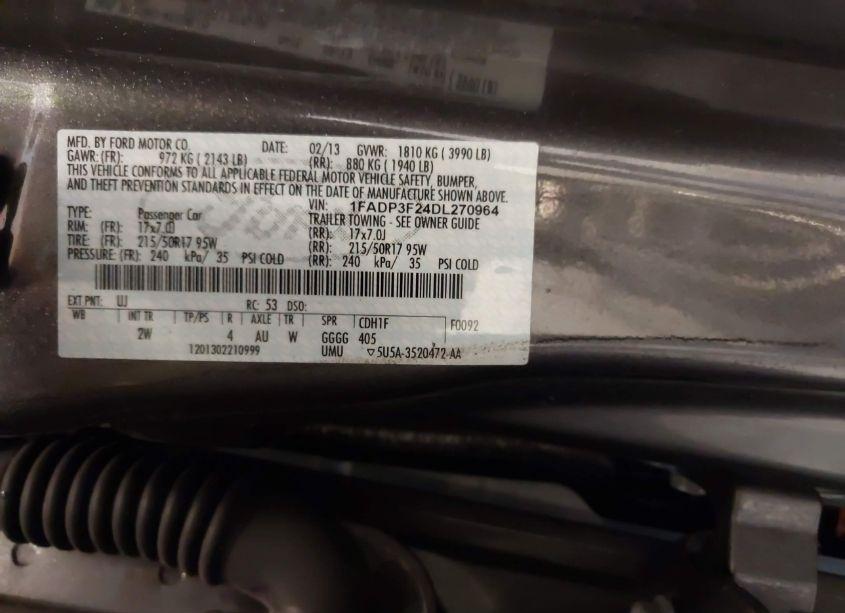 MFD. BY FORD MOTOR CO. DATE: 02/13 GVWR: 1810 KG ( 3990 LB)
GAWR:(FR): 972 KG ( 2143 LB) (RR): 880 KG ( 1940 LB)
THIS VEHICLE CONFORMS TO ALL APPLICABLE FEDERAL MOTOR VEHICLE SAFETY, BUMPER,
AND THEFT PREVENTION STANDARDS IN EFFECT ON THE DATE OF MANUFACTURE SHOWN ABOVE.
VIN: 1FADP3F24DL270964
TYPE: Passenger Car TRAILER TOWING - SEE OWNER GUIDE
RIM: (FR): 17x7.0J (RR): 17x7.0J
TIRE: (FR): 215/50R17 95W (RR): 215/50R17 95W
PRESSURE: (FR): 240 kPa/ 35 PSI COLD (RR): 240 kPa/ 35 PSI COLD
EXT PNT: UJ RC: 53 DSO:
WB INT TR TP/PS R AXLE TR SPR CDH1F F0092
2W 4 AU W GGGG 405
1201302210999 UMU ▽5U5A-3520472-AA